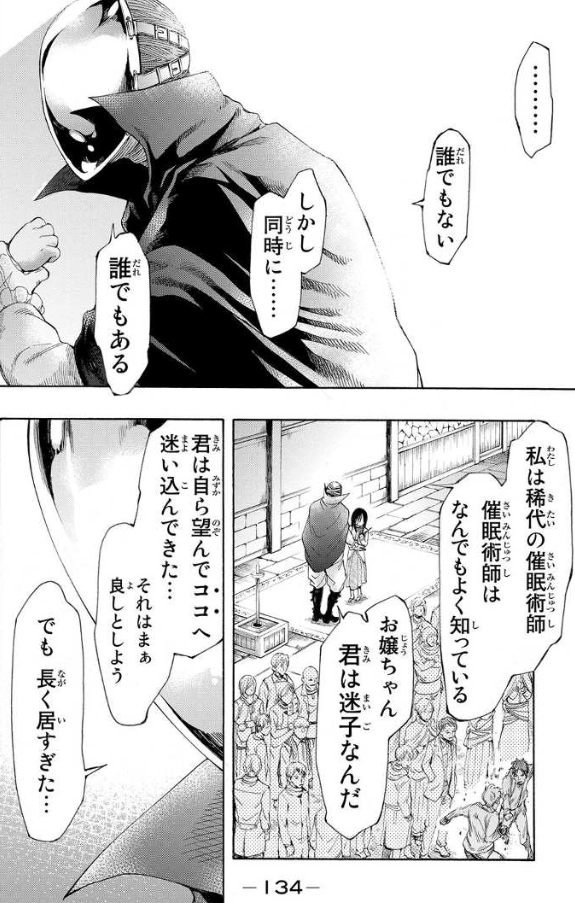 ………
誰でもない
しかし
同時に……
誰でもある
私は稀代の催眠術師
催眠術師は
なんでもよく知っている
お嬢ちゃん
君は迷子なんだ
君は自ら望んでココへ
迷い込んできた…
それはまぁ
良しとしよう
でも 長く居すぎた…
—134—